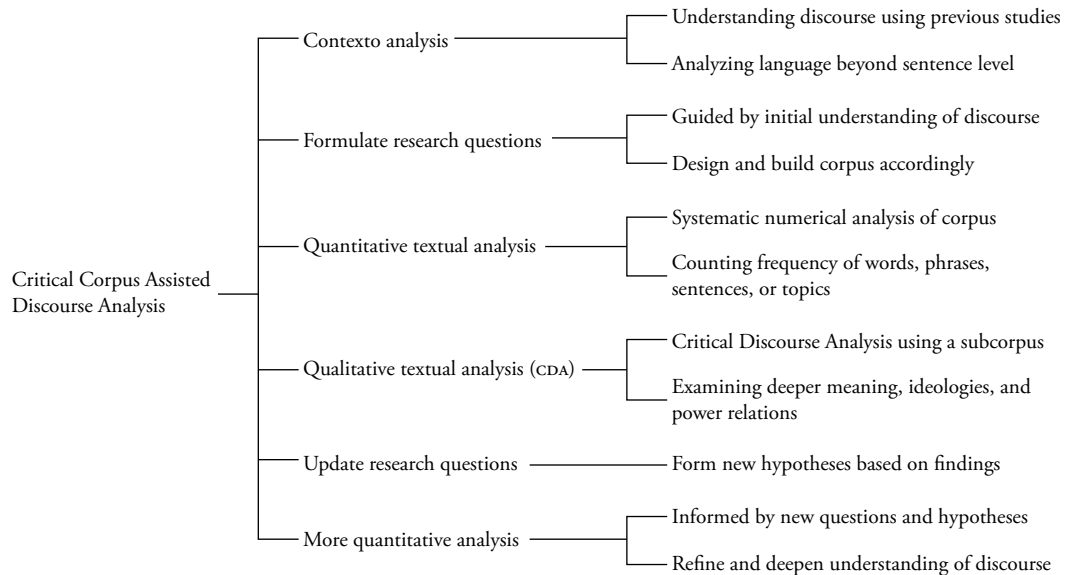 Understanding discourse using previous studies
Contexto analysis
Analyzing language beyond sentence level
Guided by initial understanding of discourse
Formulate research questions
Design and build corpus accordingly
Systematic numerical analysis of corpus
Quantitative textual analysis
Counting frequency of words, phrases,
sentences, or topics
Critical Corpus Assisted
Discourse Analysis
Critical Discourse Analysis using a subcorpus
Qualitative textual analysis (CDA)
Examining deeper meaning, ideologies, and
power relations
Update research questions
Form new hypotheses based on findings
Informed by new questions and hypotheses
More quantitative analysis
Refine and deepen understanding of discourse